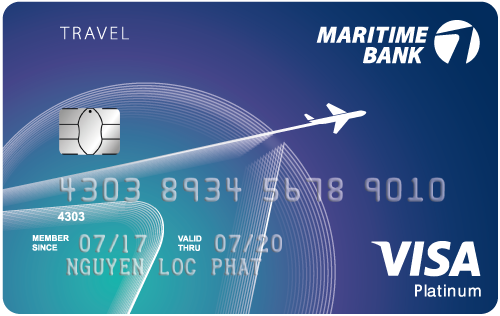 TRAVEL
MARITIME
BANK
4303 8934 5678 9010
4303
MEMBER SINCE 07/17 VALID THRU 07/20
NGUYEN LOC PHAT
VISA
Platinum